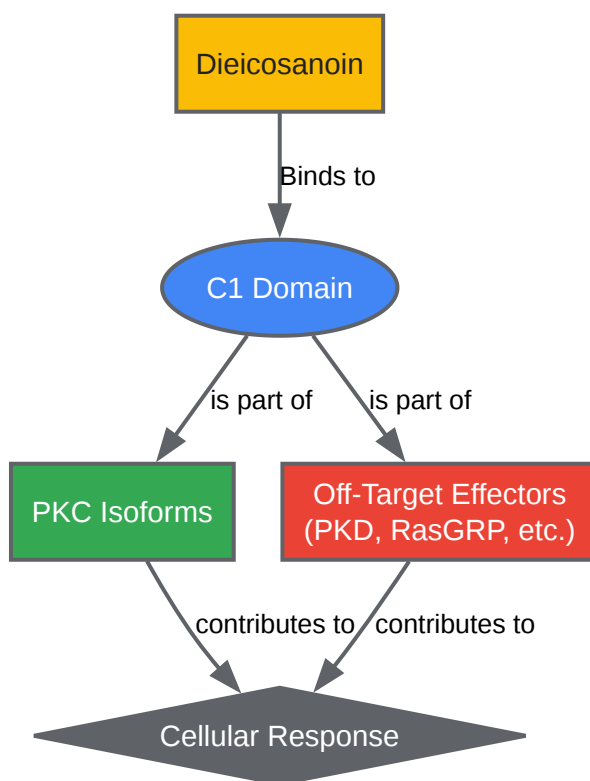 Dieicosanoin
Binds to
C1 Domain
is part of
is part of
PKC Isoforms
Off-Target Effectors
(PKD, RasGRP, etc.)
contributes to
contributes to
Cellular Response